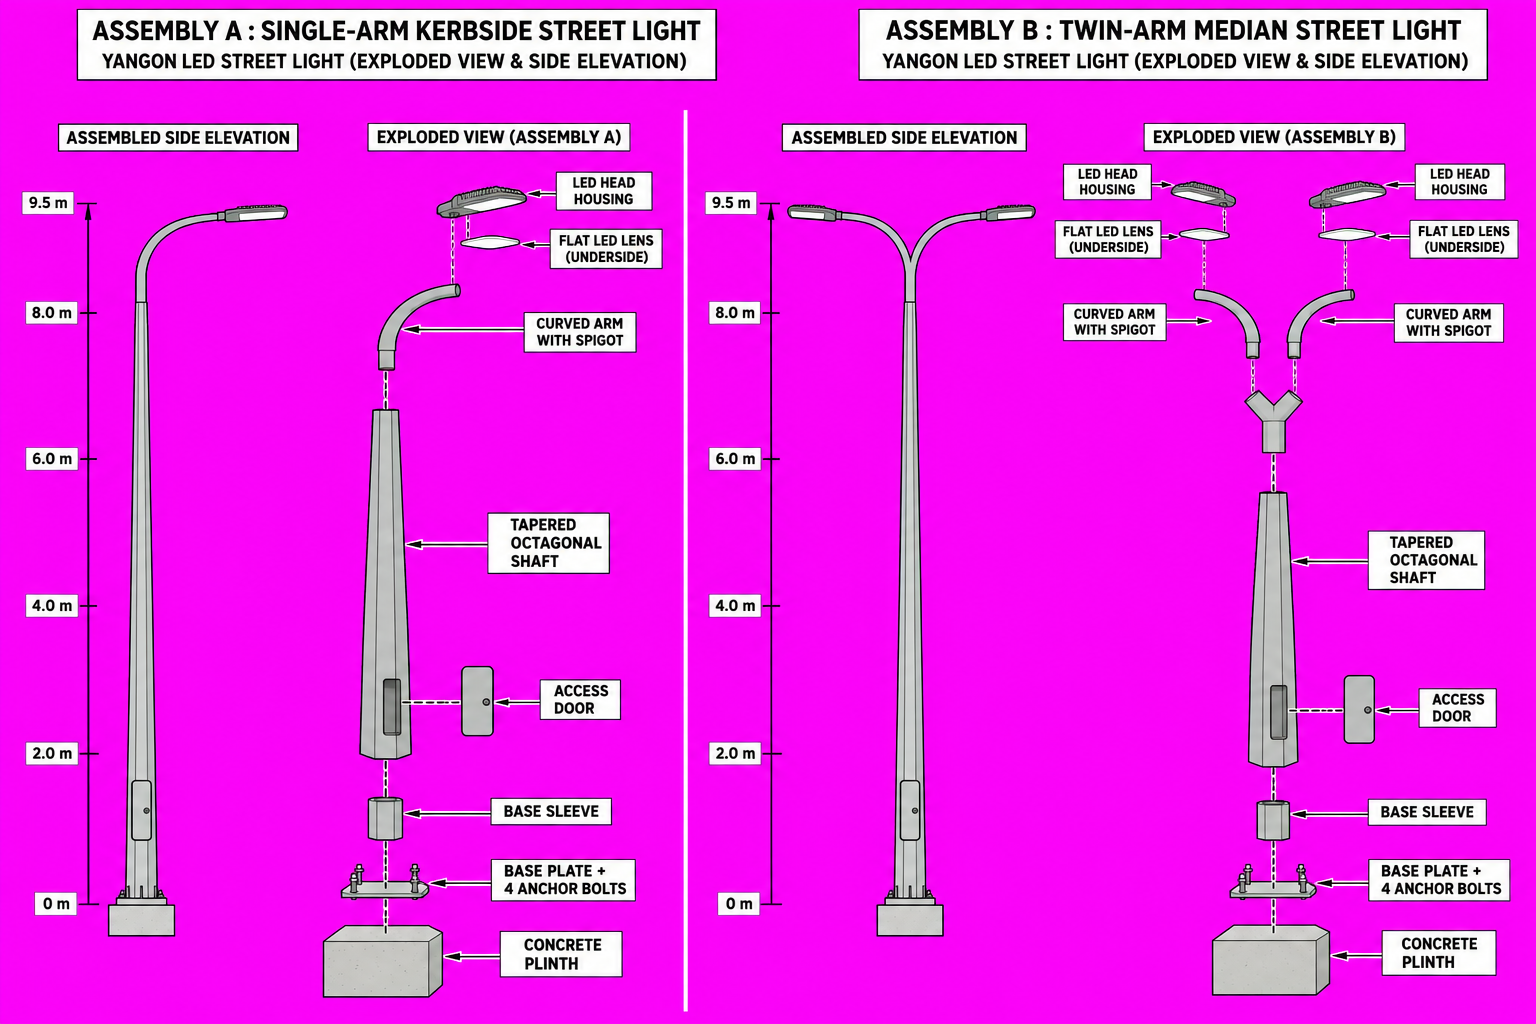 ASSEMBLY A : SINGLE-ARM KERBSIDE STREET LIGHT
YANGON LED STREET LIGHT (EXPLODED VIEW & SIDE ELEVATION)
ASSEMBLED SIDE ELEVATION
EXPLODED VIEW (ASSEMBLY A)
9.5 m
8.0 m
6.0 m
4.0 m
2.0 m
0 m
LED HEAD
HOUSING
FLAT LED LENS
(UNDERSIDE)
CURVED ARM
WITH SPIGOT
TAPERED
OCTAGONAL
SHAFT
ACCESS
DOOR
BASE SLEEVE
BASE PLATE +
4 ANCHOR BOLTS
CONCRETE
PLINTH
ASSEMBLY B : TWIN-ARM MEDIAN STREET LIGHT
YANGON LED STREET LIGHT (EXPLODED VIEW & SIDE ELEVATION)
ASSEMBLED SIDE ELEVATION
EXPLODED VIEW (ASSEMBLY B)
9.5 m
8.0 m
6.0 m
4.0 m
2.0 m
0 m
LED HEAD
HOUSING
LED HEAD
HOUSING
FLAT LED LENS
(UNDERSIDE)
FLAT LED LENS
(UNDERSIDE)
CURVED ARM
WITH SPIGOT
CURVED ARM
WITH SPIGOT
TAPERED
OCTAGONAL
SHAFT
ACCESS
DOOR
BASE SLEEVE
BASE PLATE +
4 ANCHOR BOLTS
CONCRETE
PLINTH